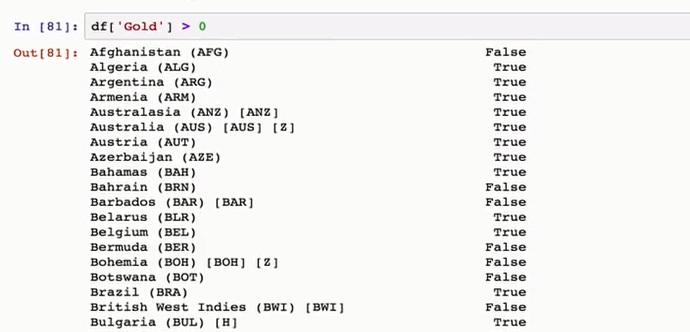 In [81]: df['Gold'] > 0
Out[81]: Afghanistan (AFG) False
Algeria (ALG) True
Argentina (ARG) True
Armenia (ARM) True
Australasia (ANZ) [ANZ] True
Australia (AUS) [AUS] [Z] True
Austria (AUT) True
Azerbaijan (AZE) True
Bahamas (BAH) True
Bahrain (BRN) False
Barbados (BAR) [BAR] False
Belarus (BLR) True
Belgium (BEL) True
Bermuda (BER) False
Bohemia (BOH) [BOH] [Z] False
Botswana (BOT) False
Brazil (BRA) True
British West Indies (BWI) [BWI] False
Bulgaria (BUL) [H] True